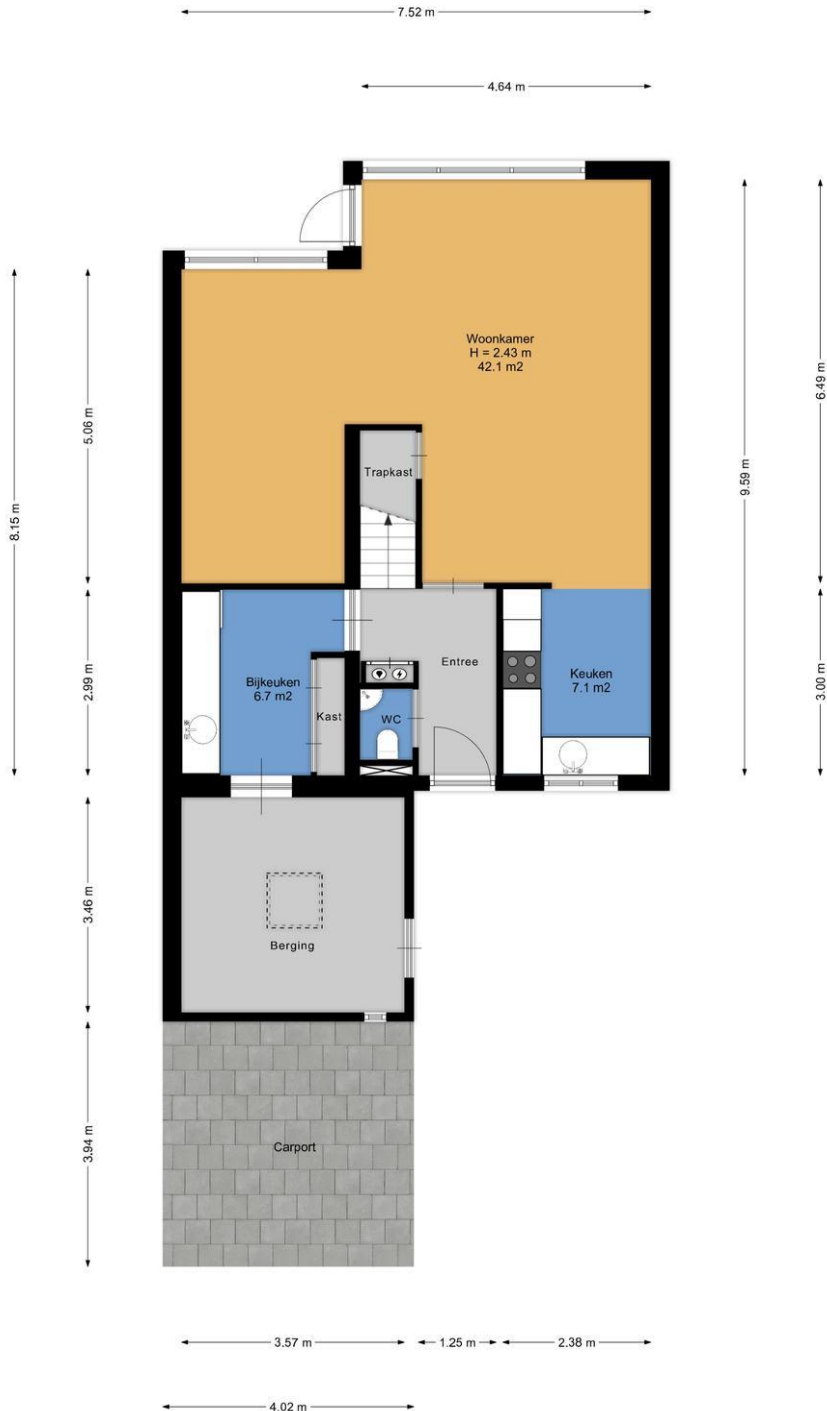 7.52 m
4.64 m
Woonkamer
H = 2.43 m
42.1 m2
6.49 m
5.06 m
9.59 m
Trapkast
8.15 m
Entree
Keuken
7.1 m2
Bijkeuken
6.7 m2
2.99 m
3.00 m
Kast
WC
3.46 m
Berging
3.94 m
Carport
3.57 m
1.25 m
2.38 m
4.02 m